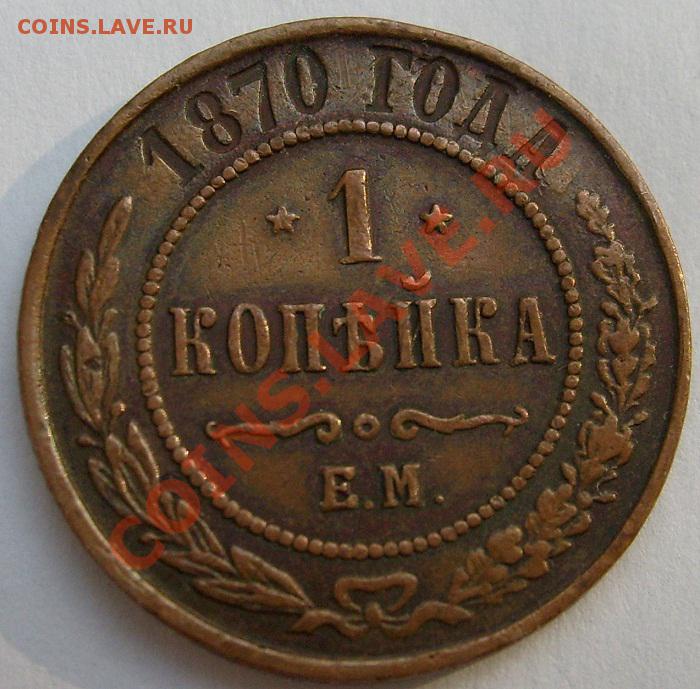 COINS.LAVE.RU
1870 ГОДА
1
КОПѢЙКА
Е.М.
COINS.LAVE.RU